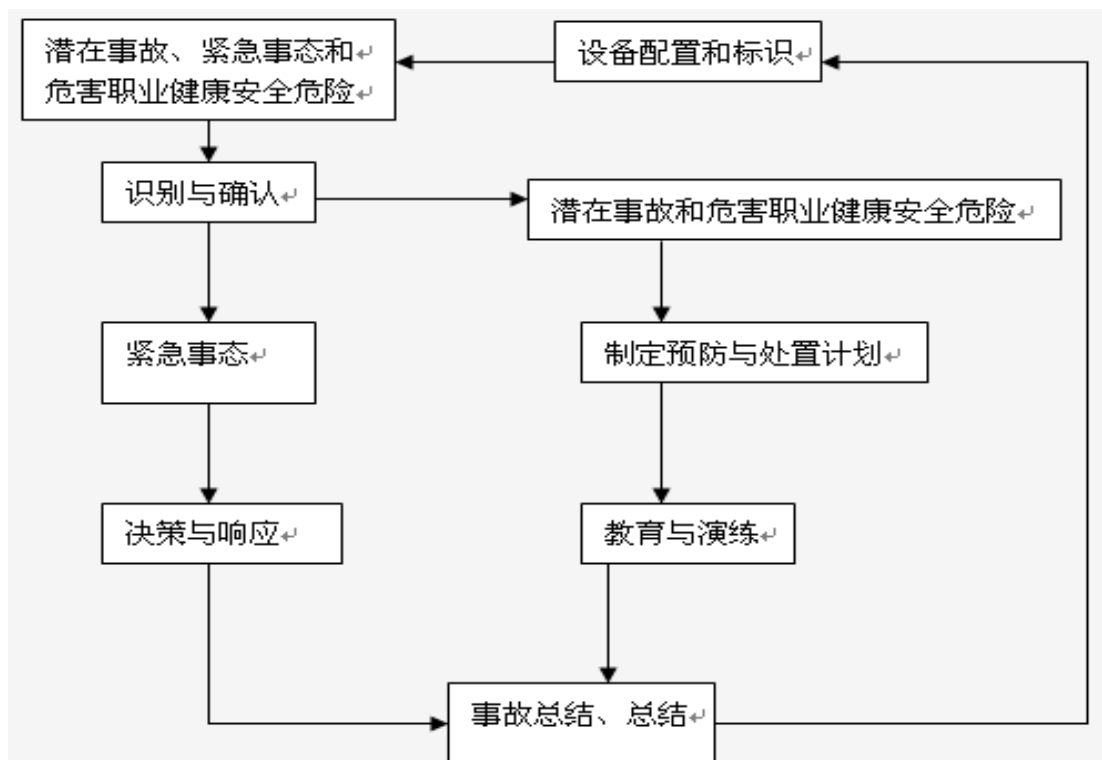 潜在事故、紧急事态和
危害职业健康安全危险
设备配置和标识
识别与确认
潜在事故和危害职业健康安全危险
紧急事态
制定预防与处置计划
决策与响应
教育与演练
事故总结、总结